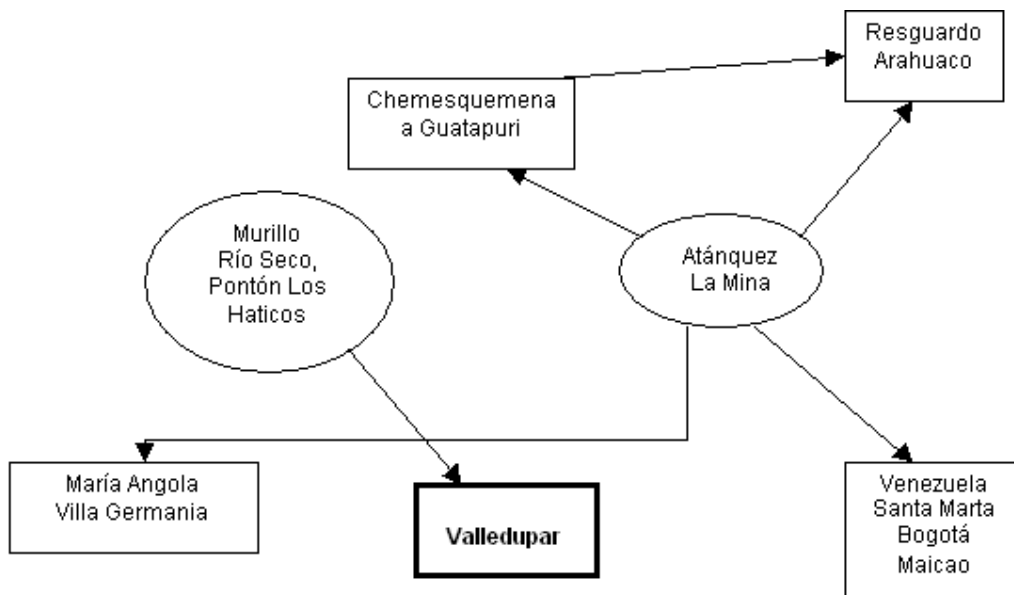 Resguardo
Arahuaco
Chemesquemena
a Guatapuri
Murillo
Río Seco,
Pontón Los
Haticos
Atánquez
La Mina
María Angola
Villa Germania
Valledupar
Venezuela
Santa Marta
Bogotá
Maicao